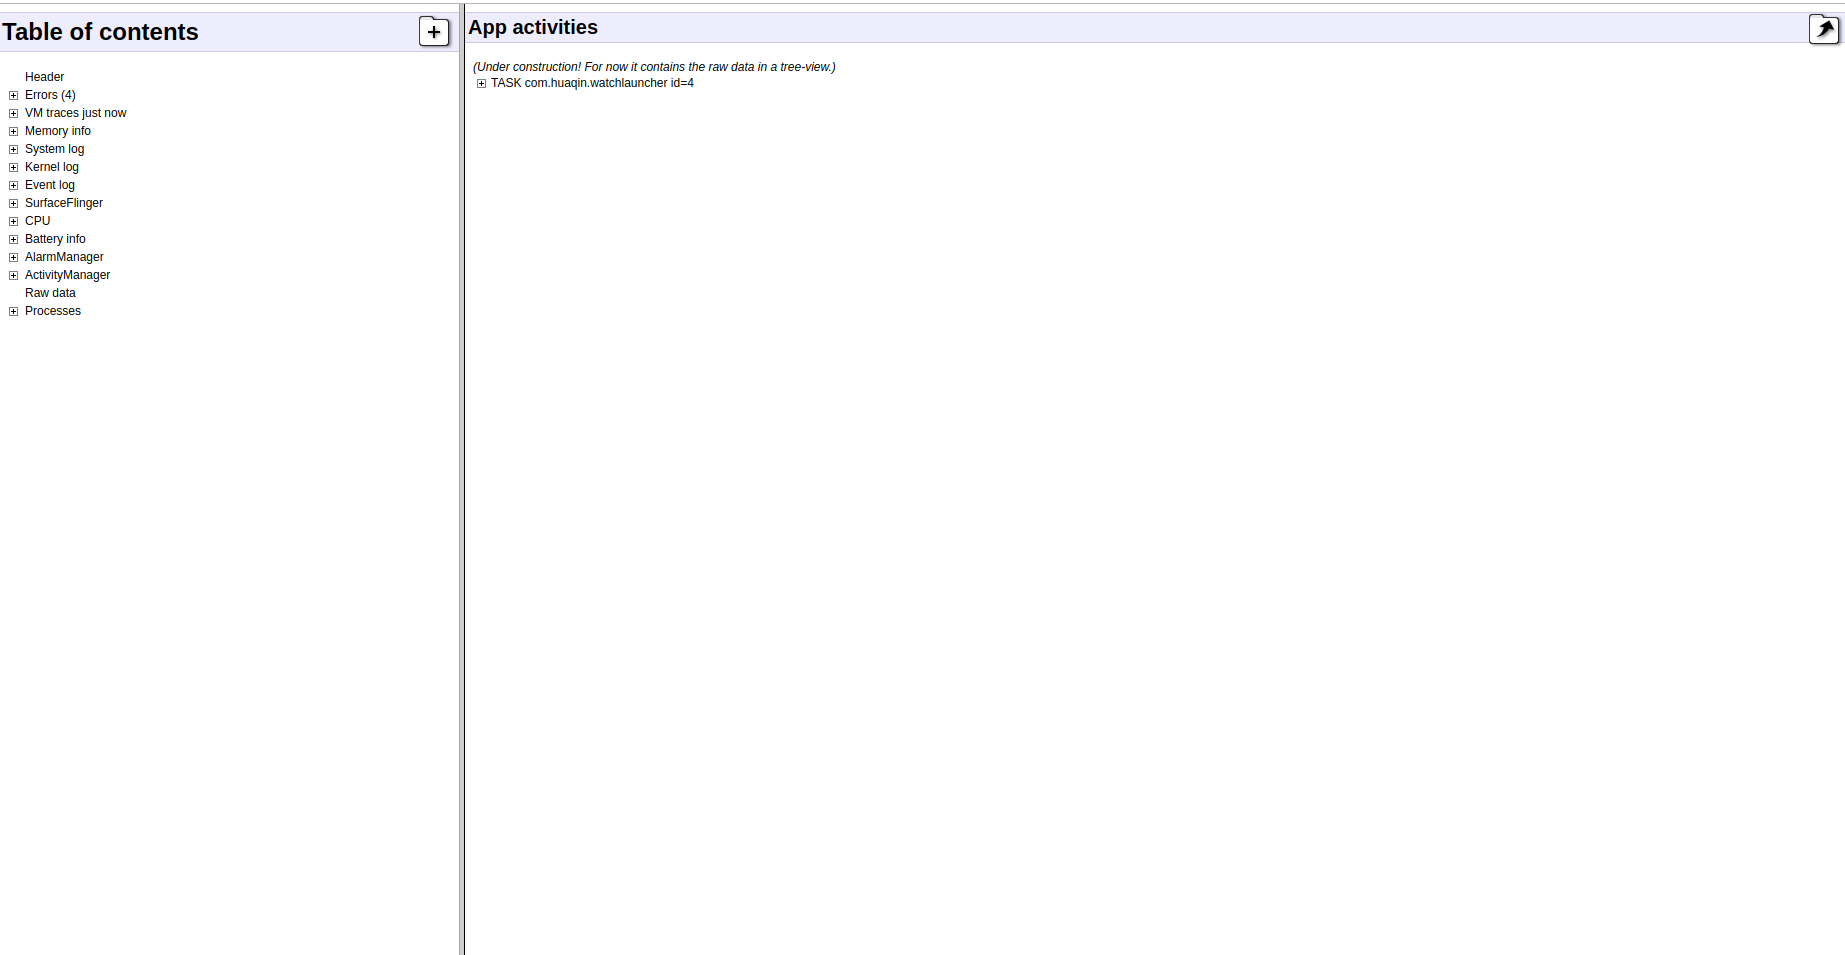 Table of contents
Header
Errors (4)
VM traces just now
Memory info
System log
Kernel log
Event log
SurfaceFlinger
CPU
Battery info
AlarmManager
ActivityManager
Raw data
Processes
App activities
(Under construction! For now it contains the raw data in a tree-view.)
TASK com.huaqin.watchlauncher id=4